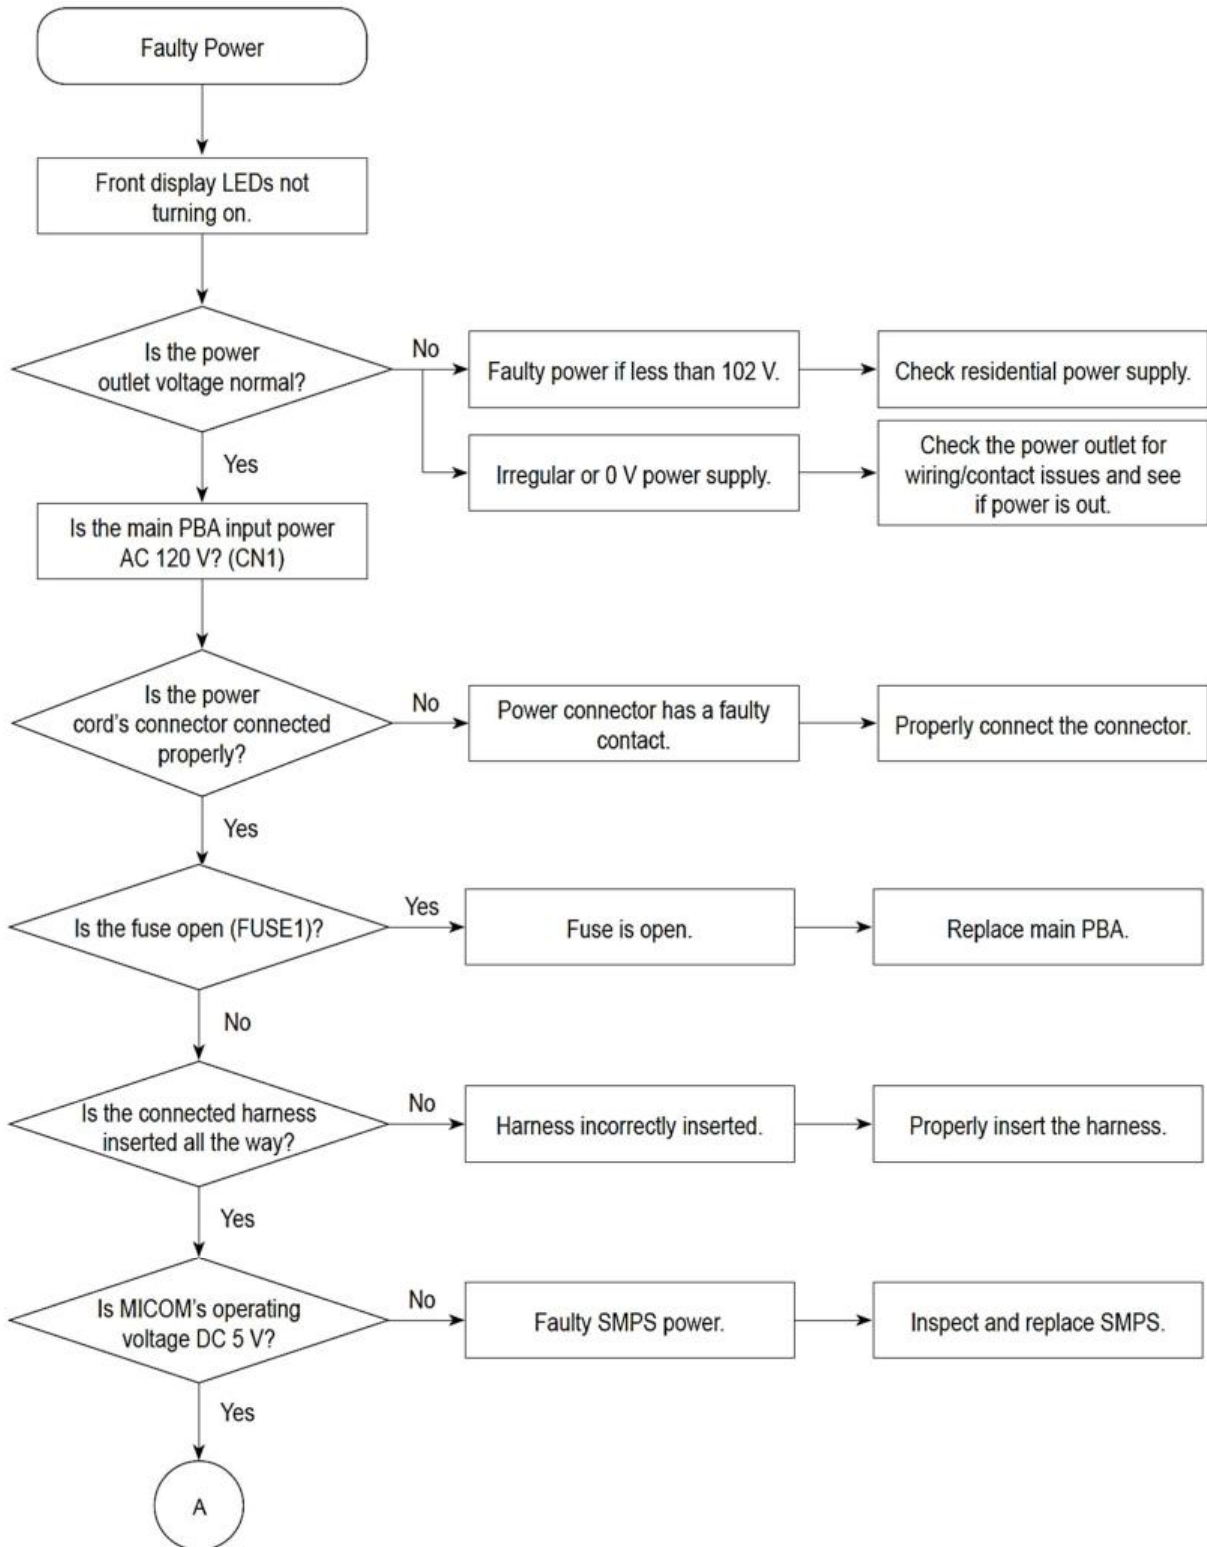 Faulty Power
Front display LEDs not
turning on.
Is the power
outlet voltage normal?
No
Faulty power if less than 102 V.
Check residential power supply.
Irregular or 0 V power supply.
Check the power outlet for
wiring/contact issues and see
if power is out.
Yes
Is the main PBA input power
AC 120 V? (CN1)
Is the power
cord’s connector connected
properly?
No
Power connector has a faulty
contact.
Properly connect the connector.
Yes
Is the fuse open (FUSE1)?
Yes
Fuse is open.
Replace main PBA.
No
Is the connected harness
inserted all the way?
No
Harness incorrectly inserted.
Properly insert the harness.
Yes
Is MICOM’s operating
voltage DC 5 V?
No
Faulty SMPS power.
Inspect and replace SMPS.
Yes
A